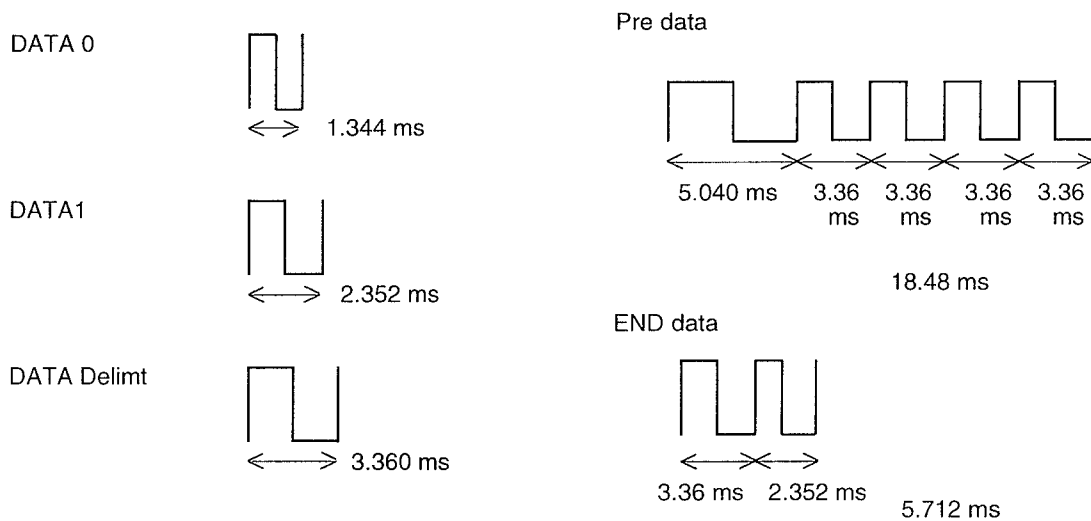 DATA 0
1.344 ms
DATA1
2.352 ms
DATA Delimt
3.360 ms
Pre data
5.040 ms
3.36 ms
3.36 ms
3.36 ms
3.36 ms
18.48 ms
END data
3.36 ms
2.352 ms
5.712 ms